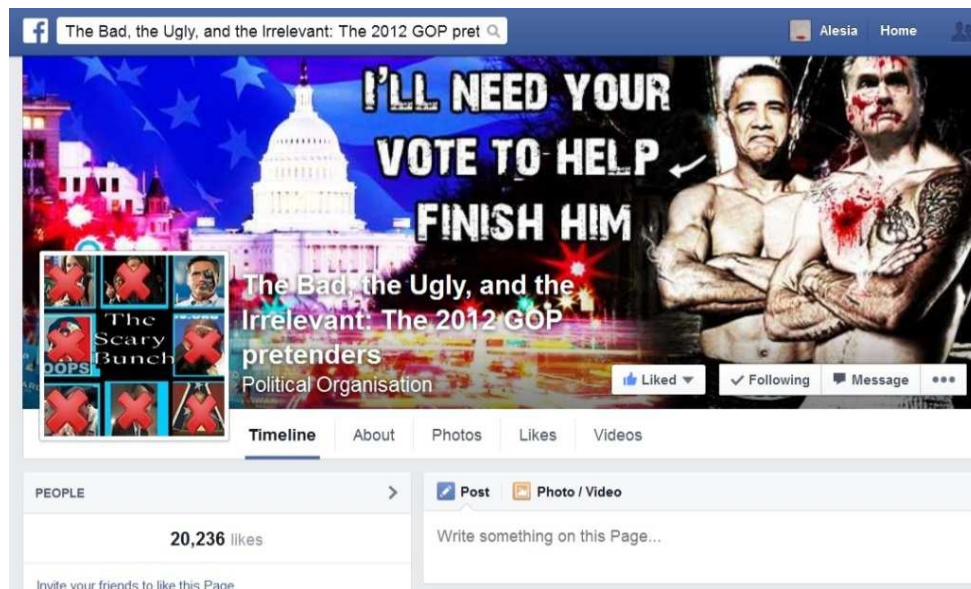 The Bad, the Ugly, and the Irrelevant: The 2012 GOP pret
Alesia Home
I'LL NEED YOUR
VOTE TO HELP
FINISH HIM
The
Scary
Bunch
OOPS
The Bad, the Ugly, and the
Irrelevant: The 2012 GOP
pretenders
Political Organisation
Liked Following Message
Timeline About Photos Likes Videos
PEOPLE
20,236 likes
Invite your friends to like this Page
Post Photo / Video
Write something on this Page...